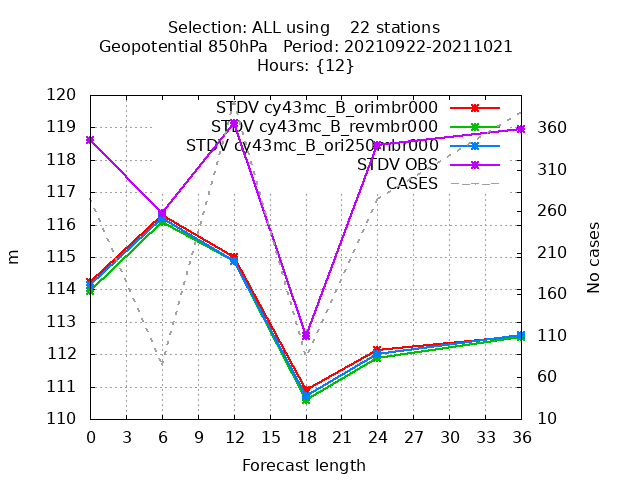 Selection: ALL using    22 stations
Geopotential 850hPa   Period: 20210922-20211021
Hours: {12}
STDV cy43mc_B_orimbr000
STDV cy43mc_B_revmbr000
STDV cy43mc_B_ori250mbr000
STDV OBS
CASES
120
119
118
117
116
115
114
113
112
111
110
m
360
310
260
210
160
110
60
10
No cases
0 3 6 9 12 15 18 21 24 27 30 33 36
Forecast length